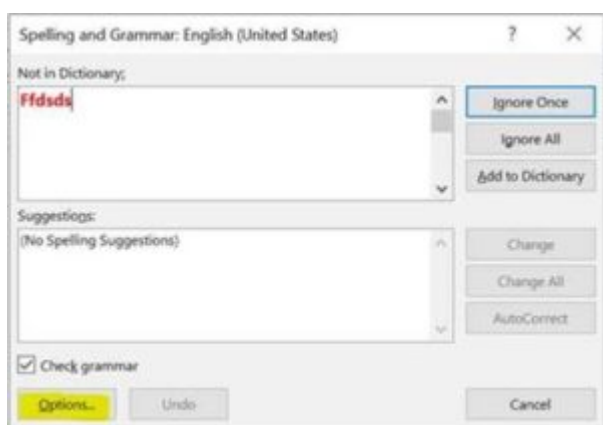 Spelling and Grammar: English (United States) ? ×
Not in Dictionary:
Ffdsds
Ignore Once
Ignore All
Add to Dictionary
Suggestions:
(No Spelling Suggestions)
Change
Change All
AutoCorrect
Check grammar
Options...
Undo
Cancel